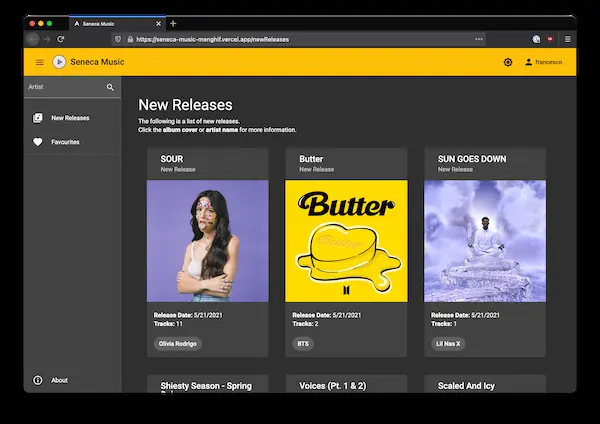 Seneca Music
https://seneca-music-menghif.vercel.app/newReleases
Seneca Music
francesco
Artist
New Releases
Favourites
About
New Releases
The following is a list of new releases.
Click the album cover or artist name for more information.
SOUR
New Release
Release Date: 5/21/2021
Tracks: 11
Olivia Rodrigo
Butter
New Release
Butter
Butter
Release Date: 5/21/2021
Tracks: 2
BTS
SUN GOES DOWN
New Release
Release Date: 5/21/2021
Tracks: 1
Lil Nas X
Shiesty Season - Spring
Voices (Pt. 1 & 2)
Scaled And Icy